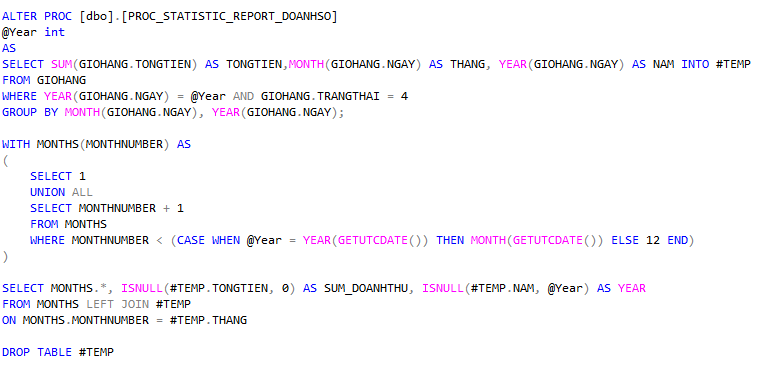 ALTER PROC [dbo].[PROC_STATISTIC_REPORT_DOANHSO]
@Year int
AS
SELECT SUM(GIOHANG.TONGTIEN) AS TONGTIEN,MONTH(GIOHANG.NGAY) AS THANG, YEAR(GIOHANG.NGAY) AS NAM INTO #TEMP
FROM GIOHANG
WHERE YEAR(GIOHANG.NGAY) = @Year AND GIOHANG.TRANGTHAI = 4
GROUP BY MONTH(GIOHANG.NGAY), YEAR(GIOHANG.NGAY);

WITH MONTHS(MONTHNUMBER) AS
(
    SELECT 1
    UNION ALL
    SELECT MONTHNUMBER + 1
    FROM MONTHS
    WHERE MONTHNUMBER < (CASE WHEN @Year = YEAR(GETUTCDATE()) THEN MONTH(GETUTCDATE()) ELSE 12 END)
)

SELECT MONTHS.*, ISNULL(#TEMP.TONGTIEN, 0) AS SUM_DOANHTHU, ISNULL(#TEMP.NAM, @Year) AS YEAR
FROM MONTHS LEFT JOIN #TEMP
ON MONTHS.MONTHNUMBER = #TEMP.THANG

DROP TABLE #TEMP